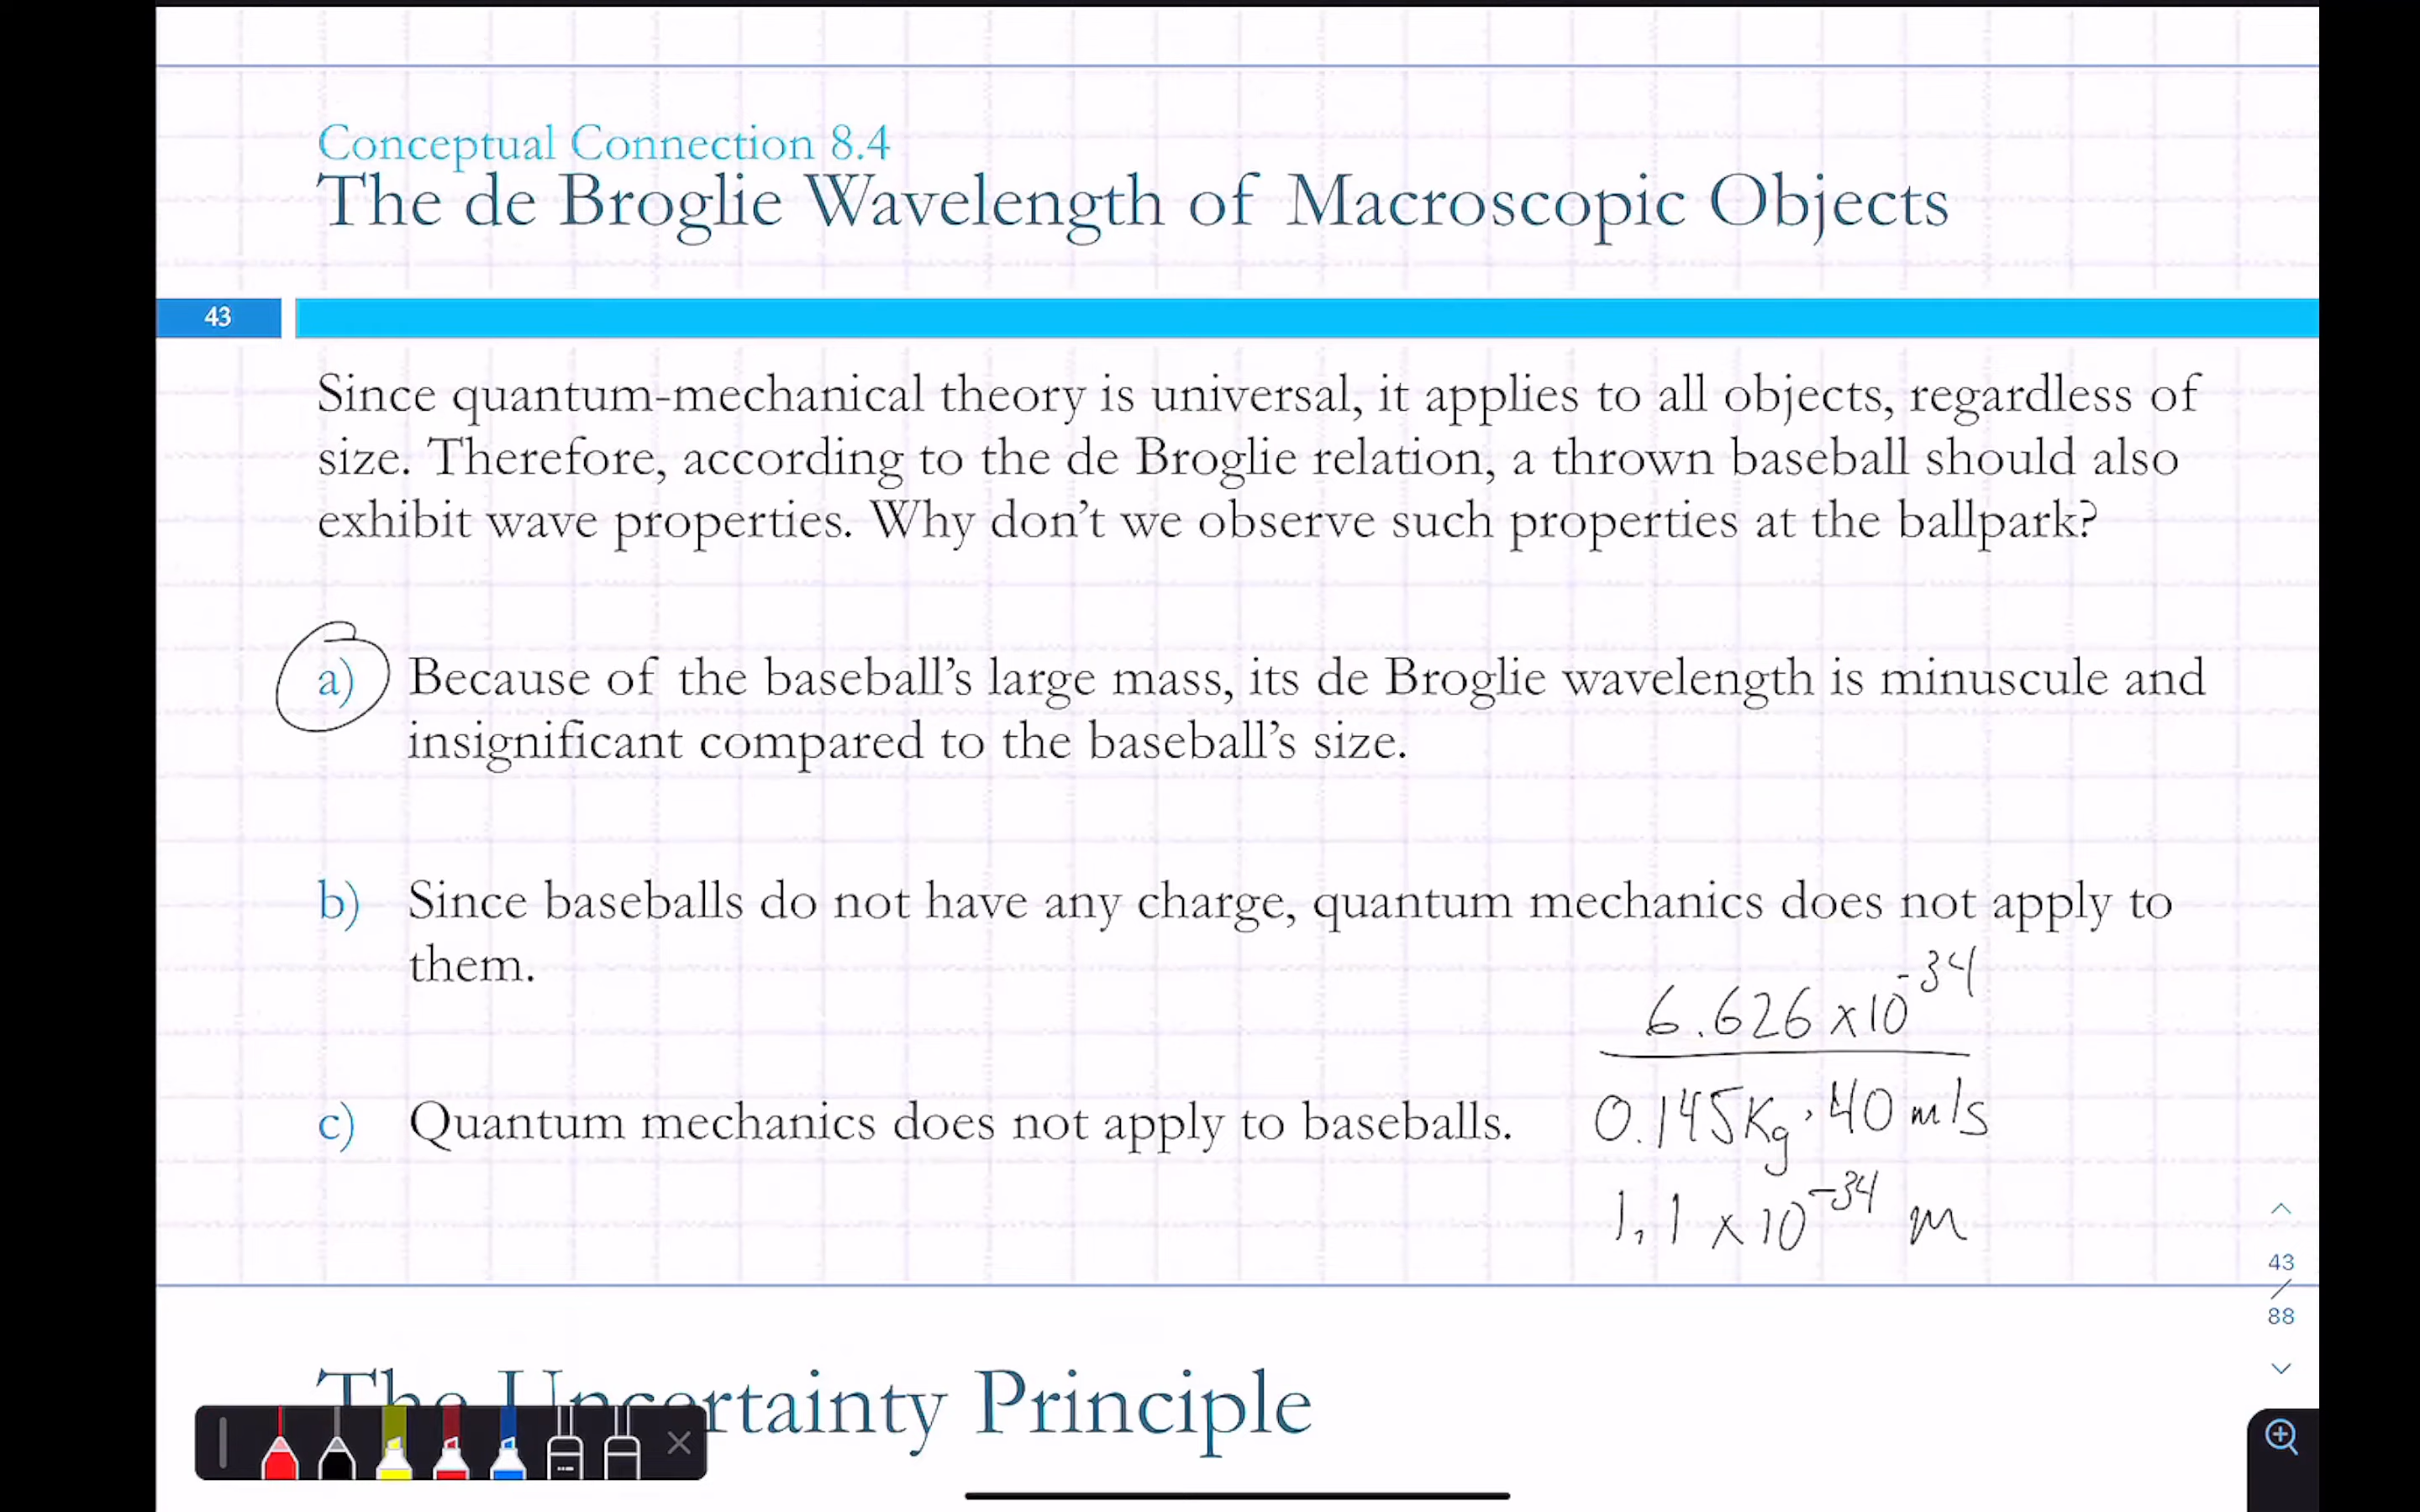 Conceptual Connection 8.4
The de Broglie Wavelength of Macroscopic Objects
43
Since quantum-mechanical theory is universal, it applies to all objects, regardless of
size. Therefore, according to the de Broglie relation, a thrown baseball should also
exhibit wave properties. Why don’t we observe such properties at the ballpark?
a) Because of the baseball’s large mass, its de Broglie wavelength is minuscule and
insignificant compared to the baseball’s size.
b) Since baseballs do not have any charge, quantum mechanics does not apply to
them.
6.626 x 10^-34
c) Quantum mechanics does not apply to baseballs.
0.145Kg · 40 m/s
1.1 x 10^-34 m
43
/
88
The Uncertainty Principle